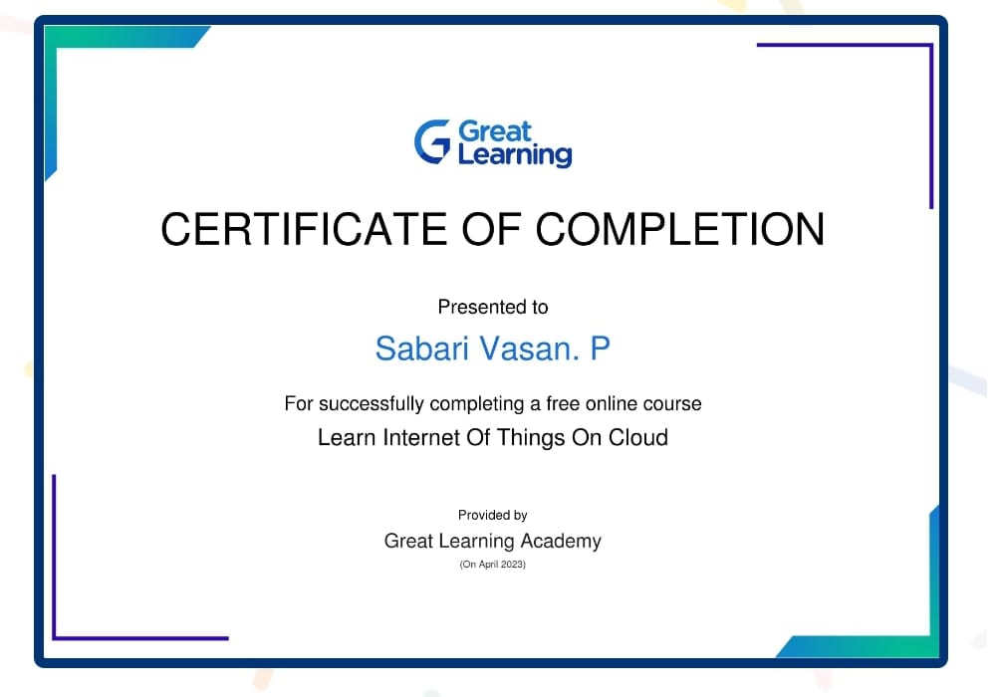 Great
Learning
CERTIFICATE OF COMPLETION
Presented to
Sabari Vasan. P
For successfully completing a free online course
Learn Internet Of Things On Cloud
Provided by
Great Learning Academy
(On April 2023)